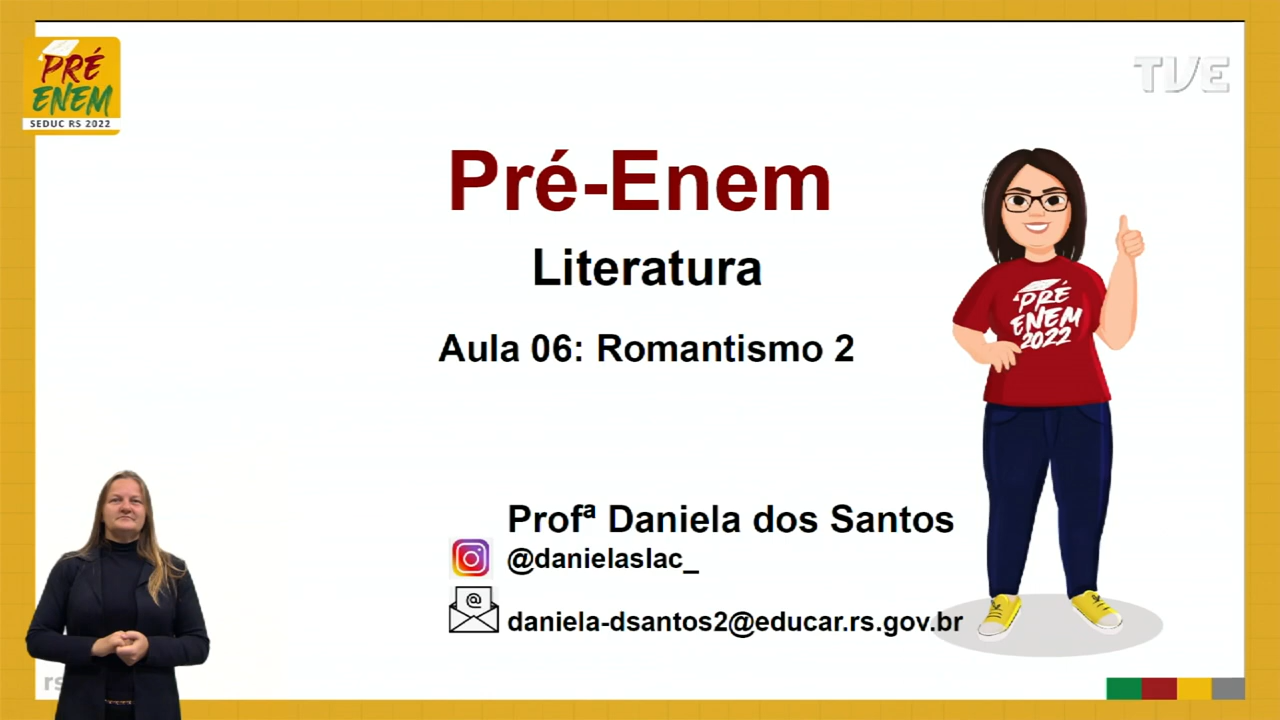 PRÉ
ENEM
SEDUC RS 2022
TVE
Pré-Enem
Literatura
Aula 06: Romantismo 2
PRÉ
ENEM
2022
Profª Daniela dos Santos
@danielaslac_
@
daniela-dsantos2@educar.rs.gov.br